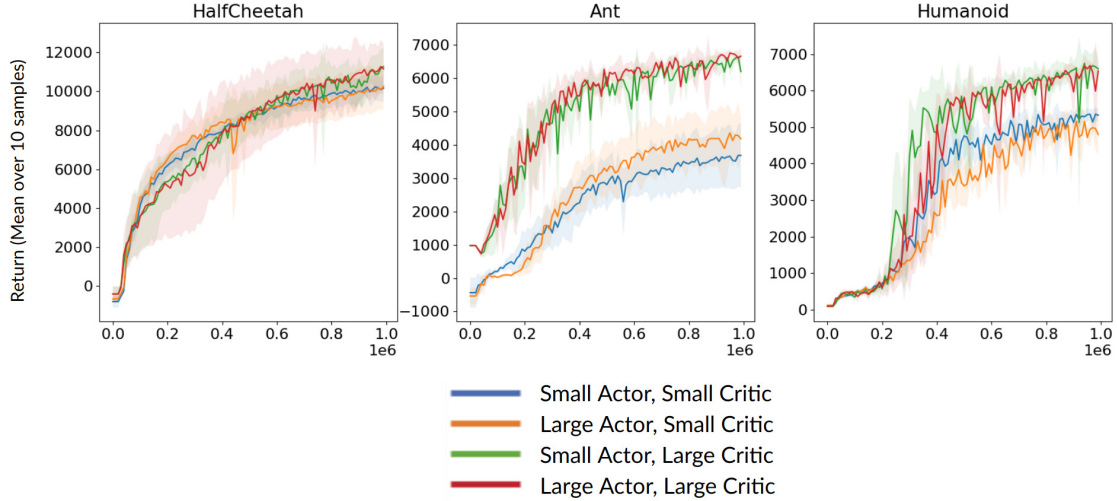 HalfCheetah
Ant
Humanoid
Return (Mean over 10 samples)
12000
10000
8000
6000
4000
2000
0
0.0 0.2 0.4 0.6 0.8 1.0
1e6
7000
6000
5000
4000
3000
2000
1000
0
−1000
0.0 0.2 0.4 0.6 0.8 1.0
1e6
7000
6000
5000
4000
3000
2000
1000
0
0.0 0.2 0.4 0.6 0.8 1.0
1e6
Small Actor, Small Critic
Large Actor, Small Critic
Small Actor, Large Critic
Large Actor, Large Critic